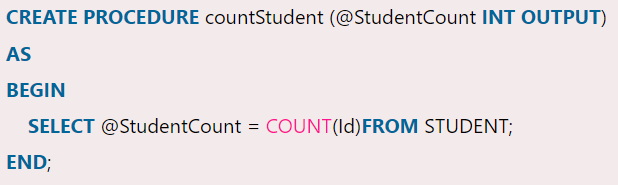 CREATE PROCEDURE countStudent (@StudentCount INT OUTPUT)
AS
BEGIN
SELECT @StudentCount = COUNT(Id)FROM STUDENT;
END;